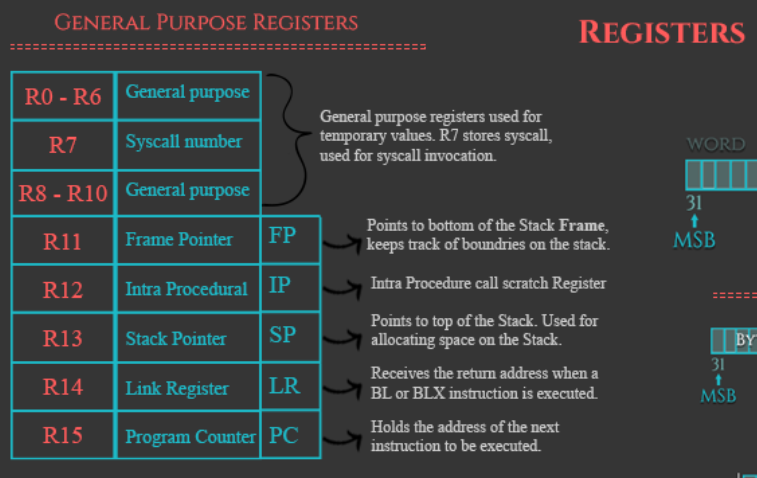 GENERAL PURPOSE REGISTERS
REGISTERS
R0 - R6 General purpose
R7 Syscall number
R8 - R10 General purpose
General purpose registers used for
temporary values. R7 stores syscall,
used for syscall invocation.
R11 Frame Pointer FP
Points to bottom of the Stack Frame,
keeps track of boundries on the stack.
R12 Intra Procedural IP
Intra Procedure call scratch Register
R13 Stack Pointer SP
Points to top of the Stack. Used for
allocating space on the Stack.
R14 Link Register LR
Receives the return address when a
BL or BLX instruction is executed.
R15 Program Counter PC
Holds the address of the next
instruction to be executed.
WORD
31
MSB
BY
31
MSB